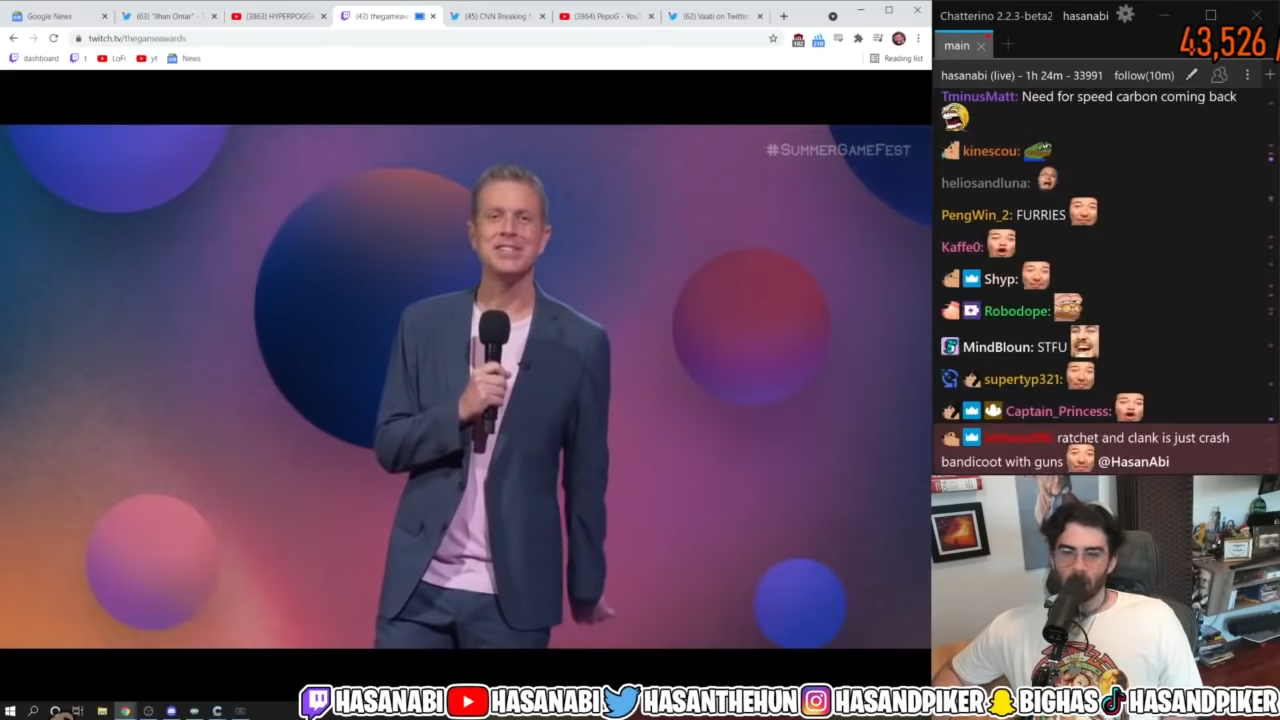 Google News
(63) "Ilhan Omar" - T
(3863) HYPERPOGG
(43) thegameaw
(45) CNN Breaking N
(3864) PepoG - YouT
(62) Vaati on Twitter
twitch.tv/thegameawards
dashboard
t
LoFi
yt
News
Reading list
#SUMMERGAMEFEST
Chatterino 2.2.3-beta2
hasanabi
main
43,526 /
hasanabi (live) - 1h 24m - 33991
follow(10m)
TminusMatt: Need for speed carbon coming back
kinescou:
heliosandluna:
PengWin_2: FURRIES
Kaffe0:
Shyp:
Robodope:
MindBloun: STFU
supertyp321:
Captain_Princess:
ratchet and clank is just crash
bandicoot with guns @HasanAbi
HASANABI HASANABI HASANTHEHUN HASANDPIKER BIGHAS HASANDPIKER